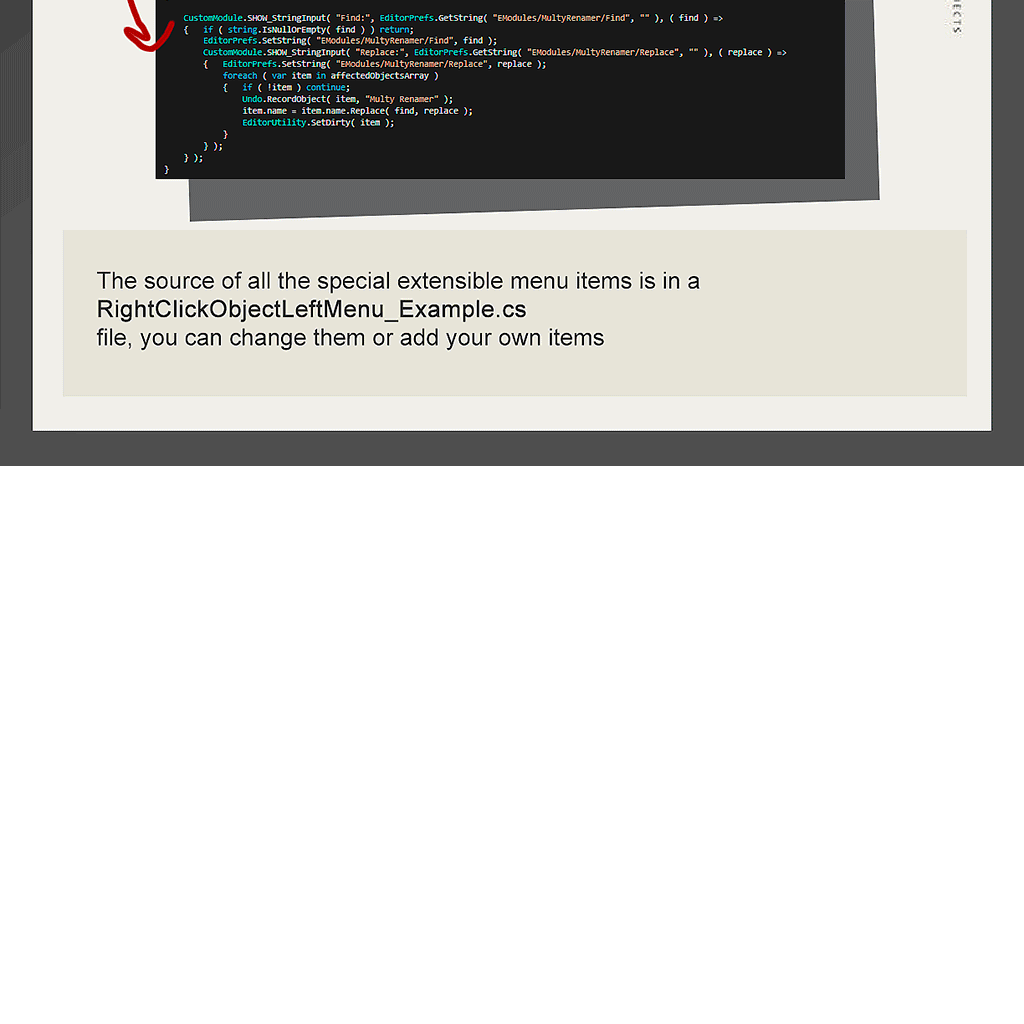 CustomModule.SHOW_StringInput( "Find:", EditorPrefs.GetString( "EModules/MultyRenamer/Find", "" ), ( find ) =>
{   if ( string.IsNullOrEmpty( find ) ) return;
EditorPrefs.SetString( "EModules/MultyRenamer/Find", find );
CustomModule.SHOW_StringInput( "Replace:", EditorPrefs.GetString( "EModules/MultyRenamer/Replace", "" ), ( replace ) =>
{   EditorPrefs.SetString( "EModules/MultyRenamer/Replace", replace );
foreach ( var item in affectedObjectsArray )
{   if ( !item ) continue;
Undo.RecordObject( item, "Multy Renamer" );
item.name = item.name.Replace( find, replace );
EditorUtility.SetDirty( item );
}
} );
} );
}
The source of all the special extensible menu items is in a
RightClickObjectLeftMenu_Example.cs
file, you can change them or add your own items